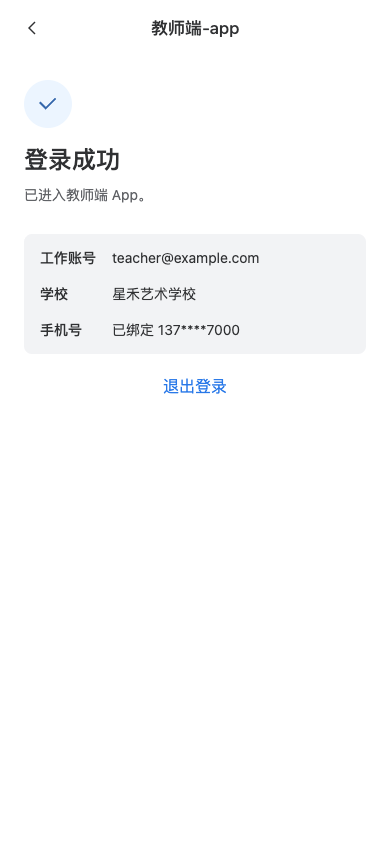 教师端-app
登录成功
已进入教师端 App。
工作账号 teacher@example.com
学校 星禾艺术学校
手机号 已绑定 137****7000
退出登录